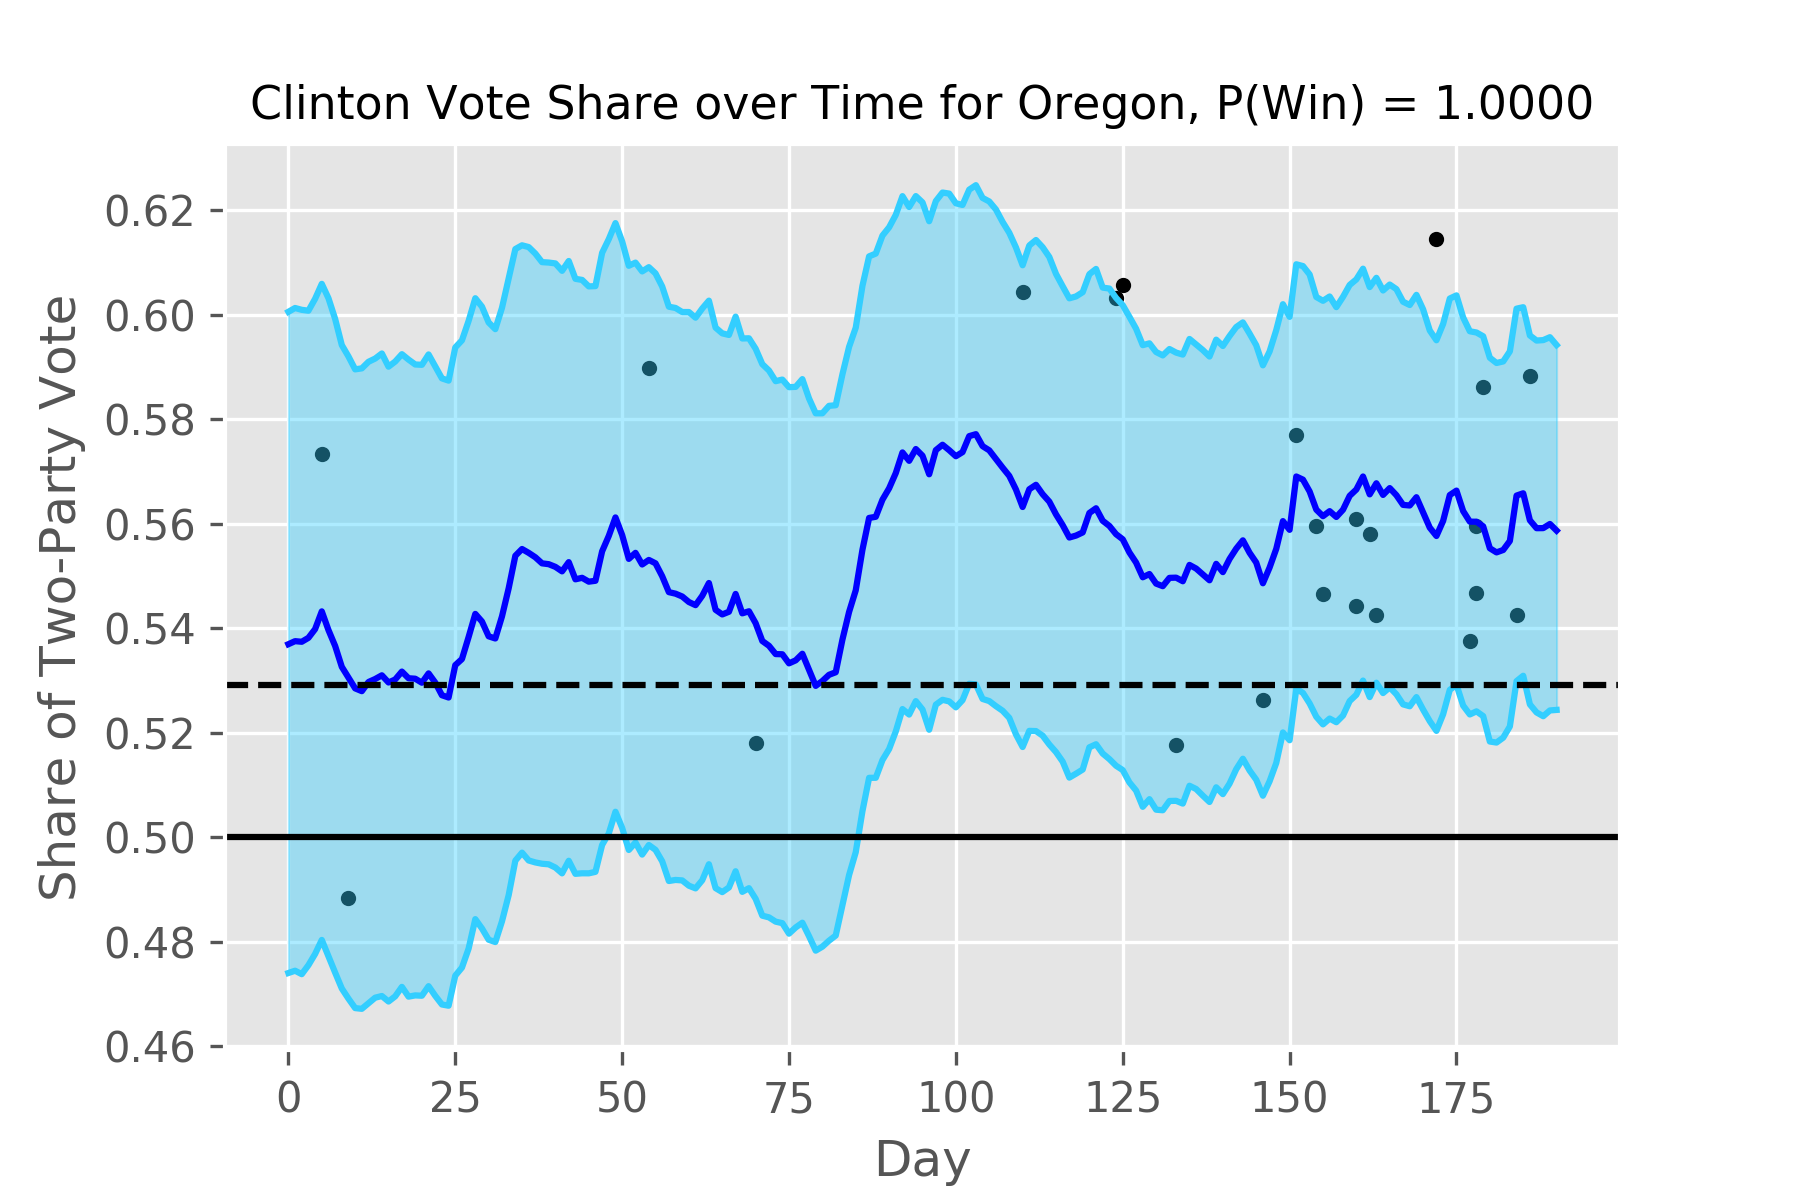 Clinton Vote Share over Time for Oregon, P(Win) = 1.0000
Share of Two-Party Vote
0.62
0.60
0.58
0.56
0.54
0.52
0.50
0.48
0.46
0 25 50 75 100 125 150 175
Day